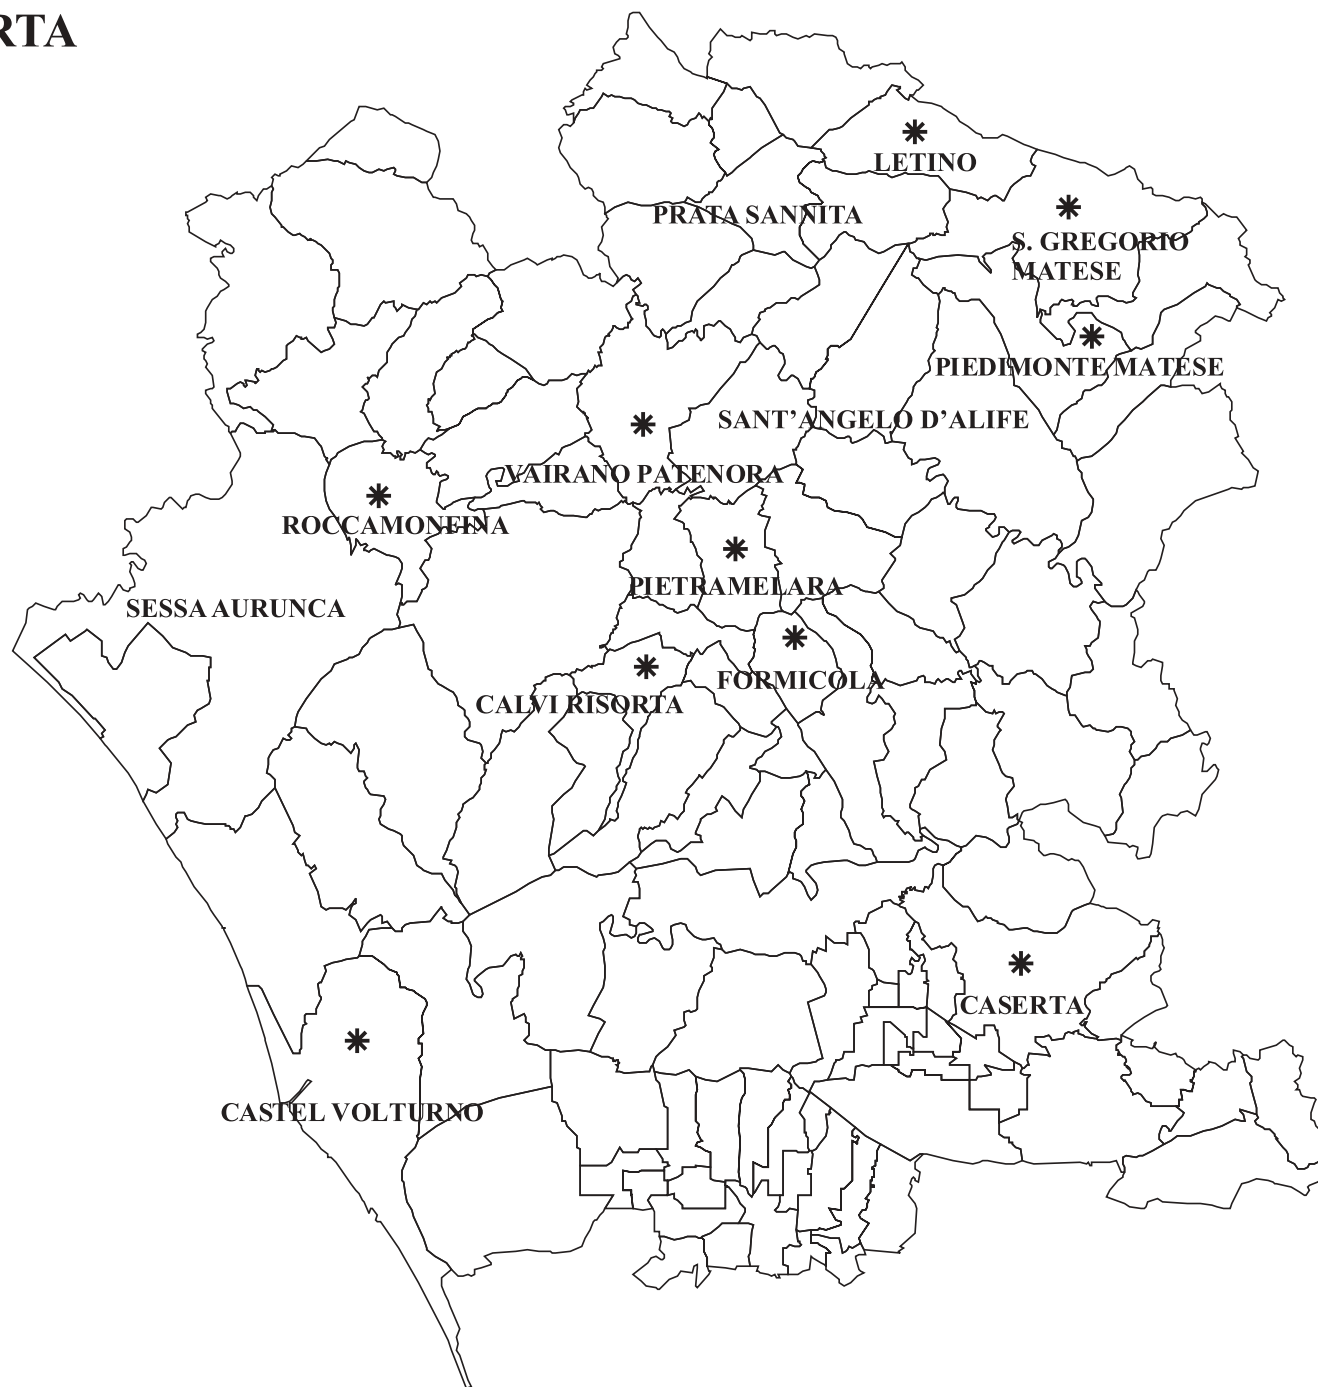 RTA
LETINO
PRATA SANNITA
S. GREGORIO
MATESE
PIEDIMONTE MATESE
SANT'ANGELO D'ALIFE
VAIRANO PATENORA
ROCCAMONFINA
PIETRAMELARA
SESSA AURUNCA
FORMICOLA
CALVI RISORTA
CASERTA
CASTEL VOLTURNO